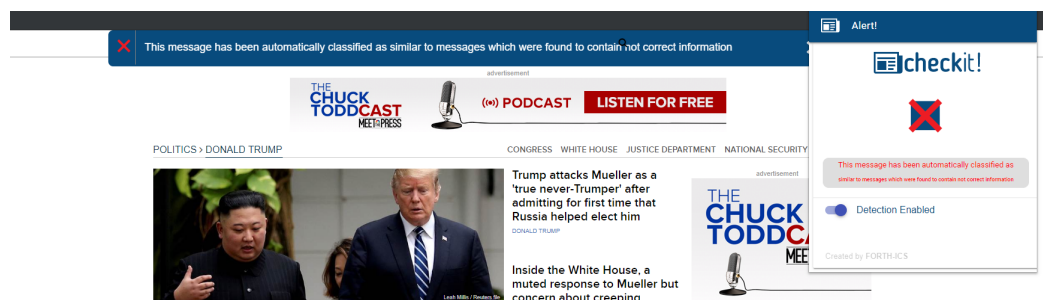 Alert!
This message has been automatically classified as similar to messages which were found to contain not correct information
checkit!
advertisement
THE
CHUCK
TODDCAST
MEET the PRESS
PODCAST
LISTEN FOR FREE
This message has been automatically classified as
similar to messages which were found to contain not correct information
POLITICS > DONALD TRUMP
CONGRESS WHITE HOUSE JUSTICE DEPARTMENT NATIONAL SECURITY
Trump attacks Mueller as a
'true never-Trumper' after
admitting for first time that
Russia helped elect him
DONALD TRUMP
Inside the White House, a
muted response to Mueller but
concern about creeping
Leah Millis / Reuters file
advertisement
THE
CHUCK
TODDCA
MEET
Detection Enabled
Created by FORTH-ICS